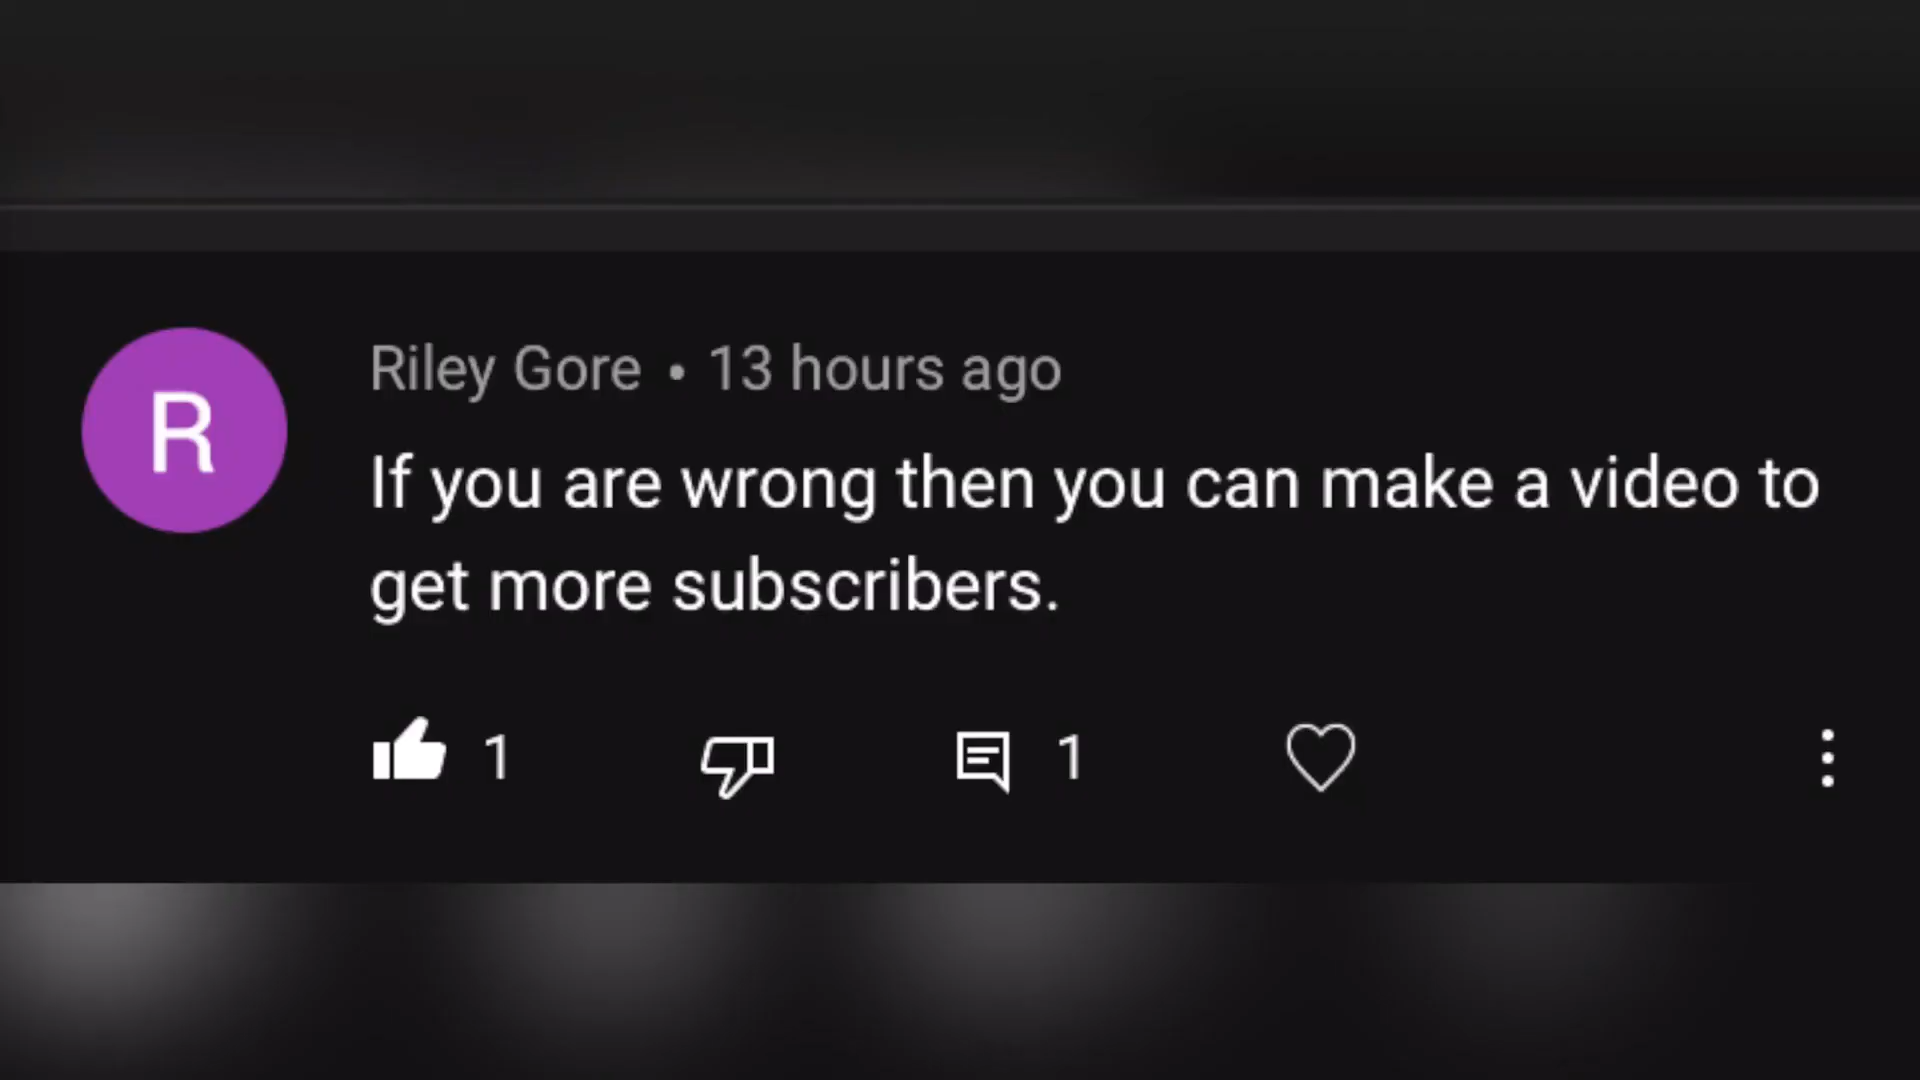 R
Riley Gore • 13 hours ago
If you are wrong then you can make a video to
get more subscribers.
1 1